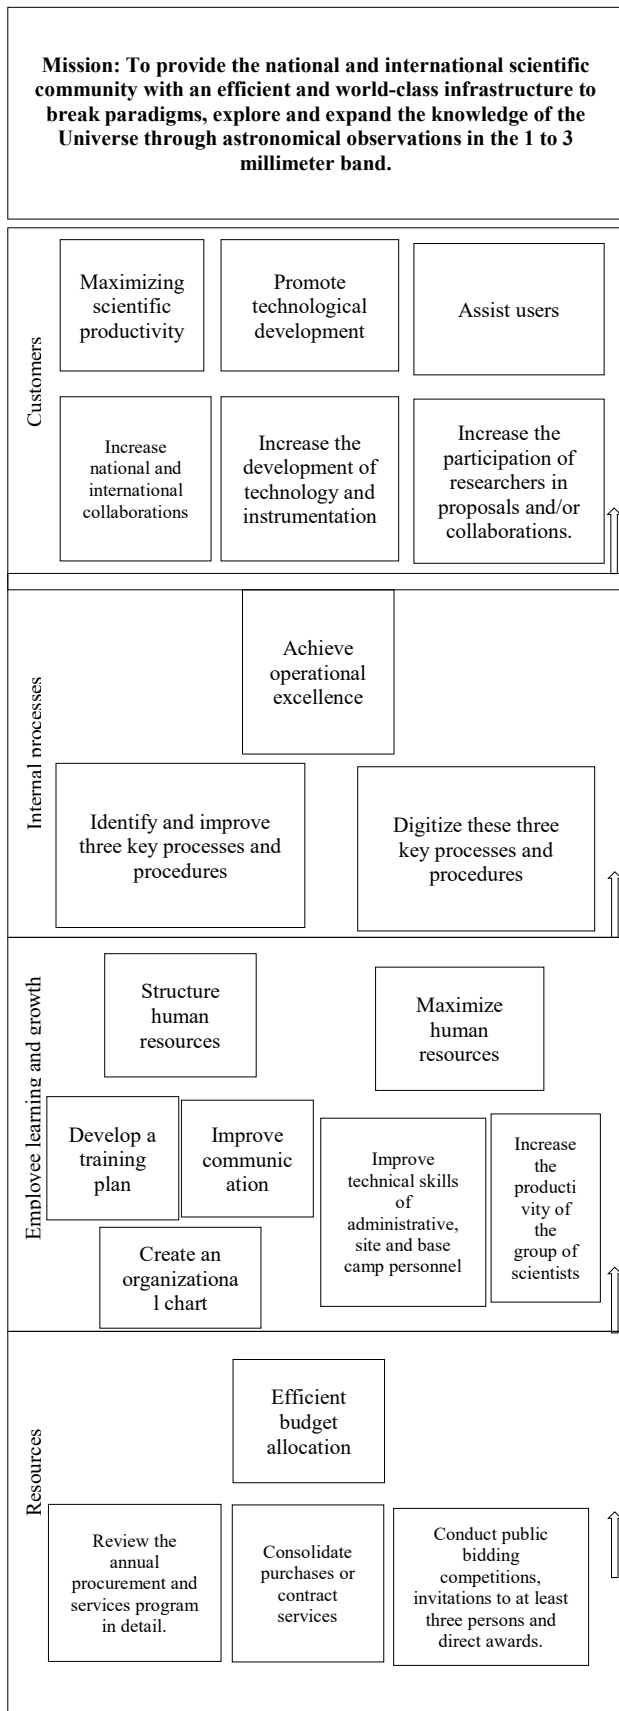 Mission: To provide the national and international scientific
community with an efficient and world-class infrastructure to
break paradigms, explore and expand the knowledge of the
Universe through astronomical observations in the 1 to 3
millimeter band.
Customers
Maximizing
scientific
productivity
Promote
technological
development
Assist users
Increase
national and
international
collaborations
Increase the
development of
technology and
instrumentation
Increase the
participation of
researchers in
proposals and/or
collaborations.
Internal processes
Achieve
operational
excellence
Identify and improve
three key processes and
procedures
Digitize these three
key processes and
procedures
Employee learning and growth
Structure
human
resources
Maximize
human
resources
Develop a
training
plan
Improve
communic
ation
Improve
technical skills
of
administrative,
site and base
camp personnel
Increase
the
producti
vity of
the
group of
scientists
Create an
organizationa
l chart
Resources
Efficient
budget
allocation
Review the
annual
procurement and
services program
in detail.
Consolidate
purchases or
contract
services
Conduct public
bidding
competitions,
invitations to at least
three persons and
direct awards.